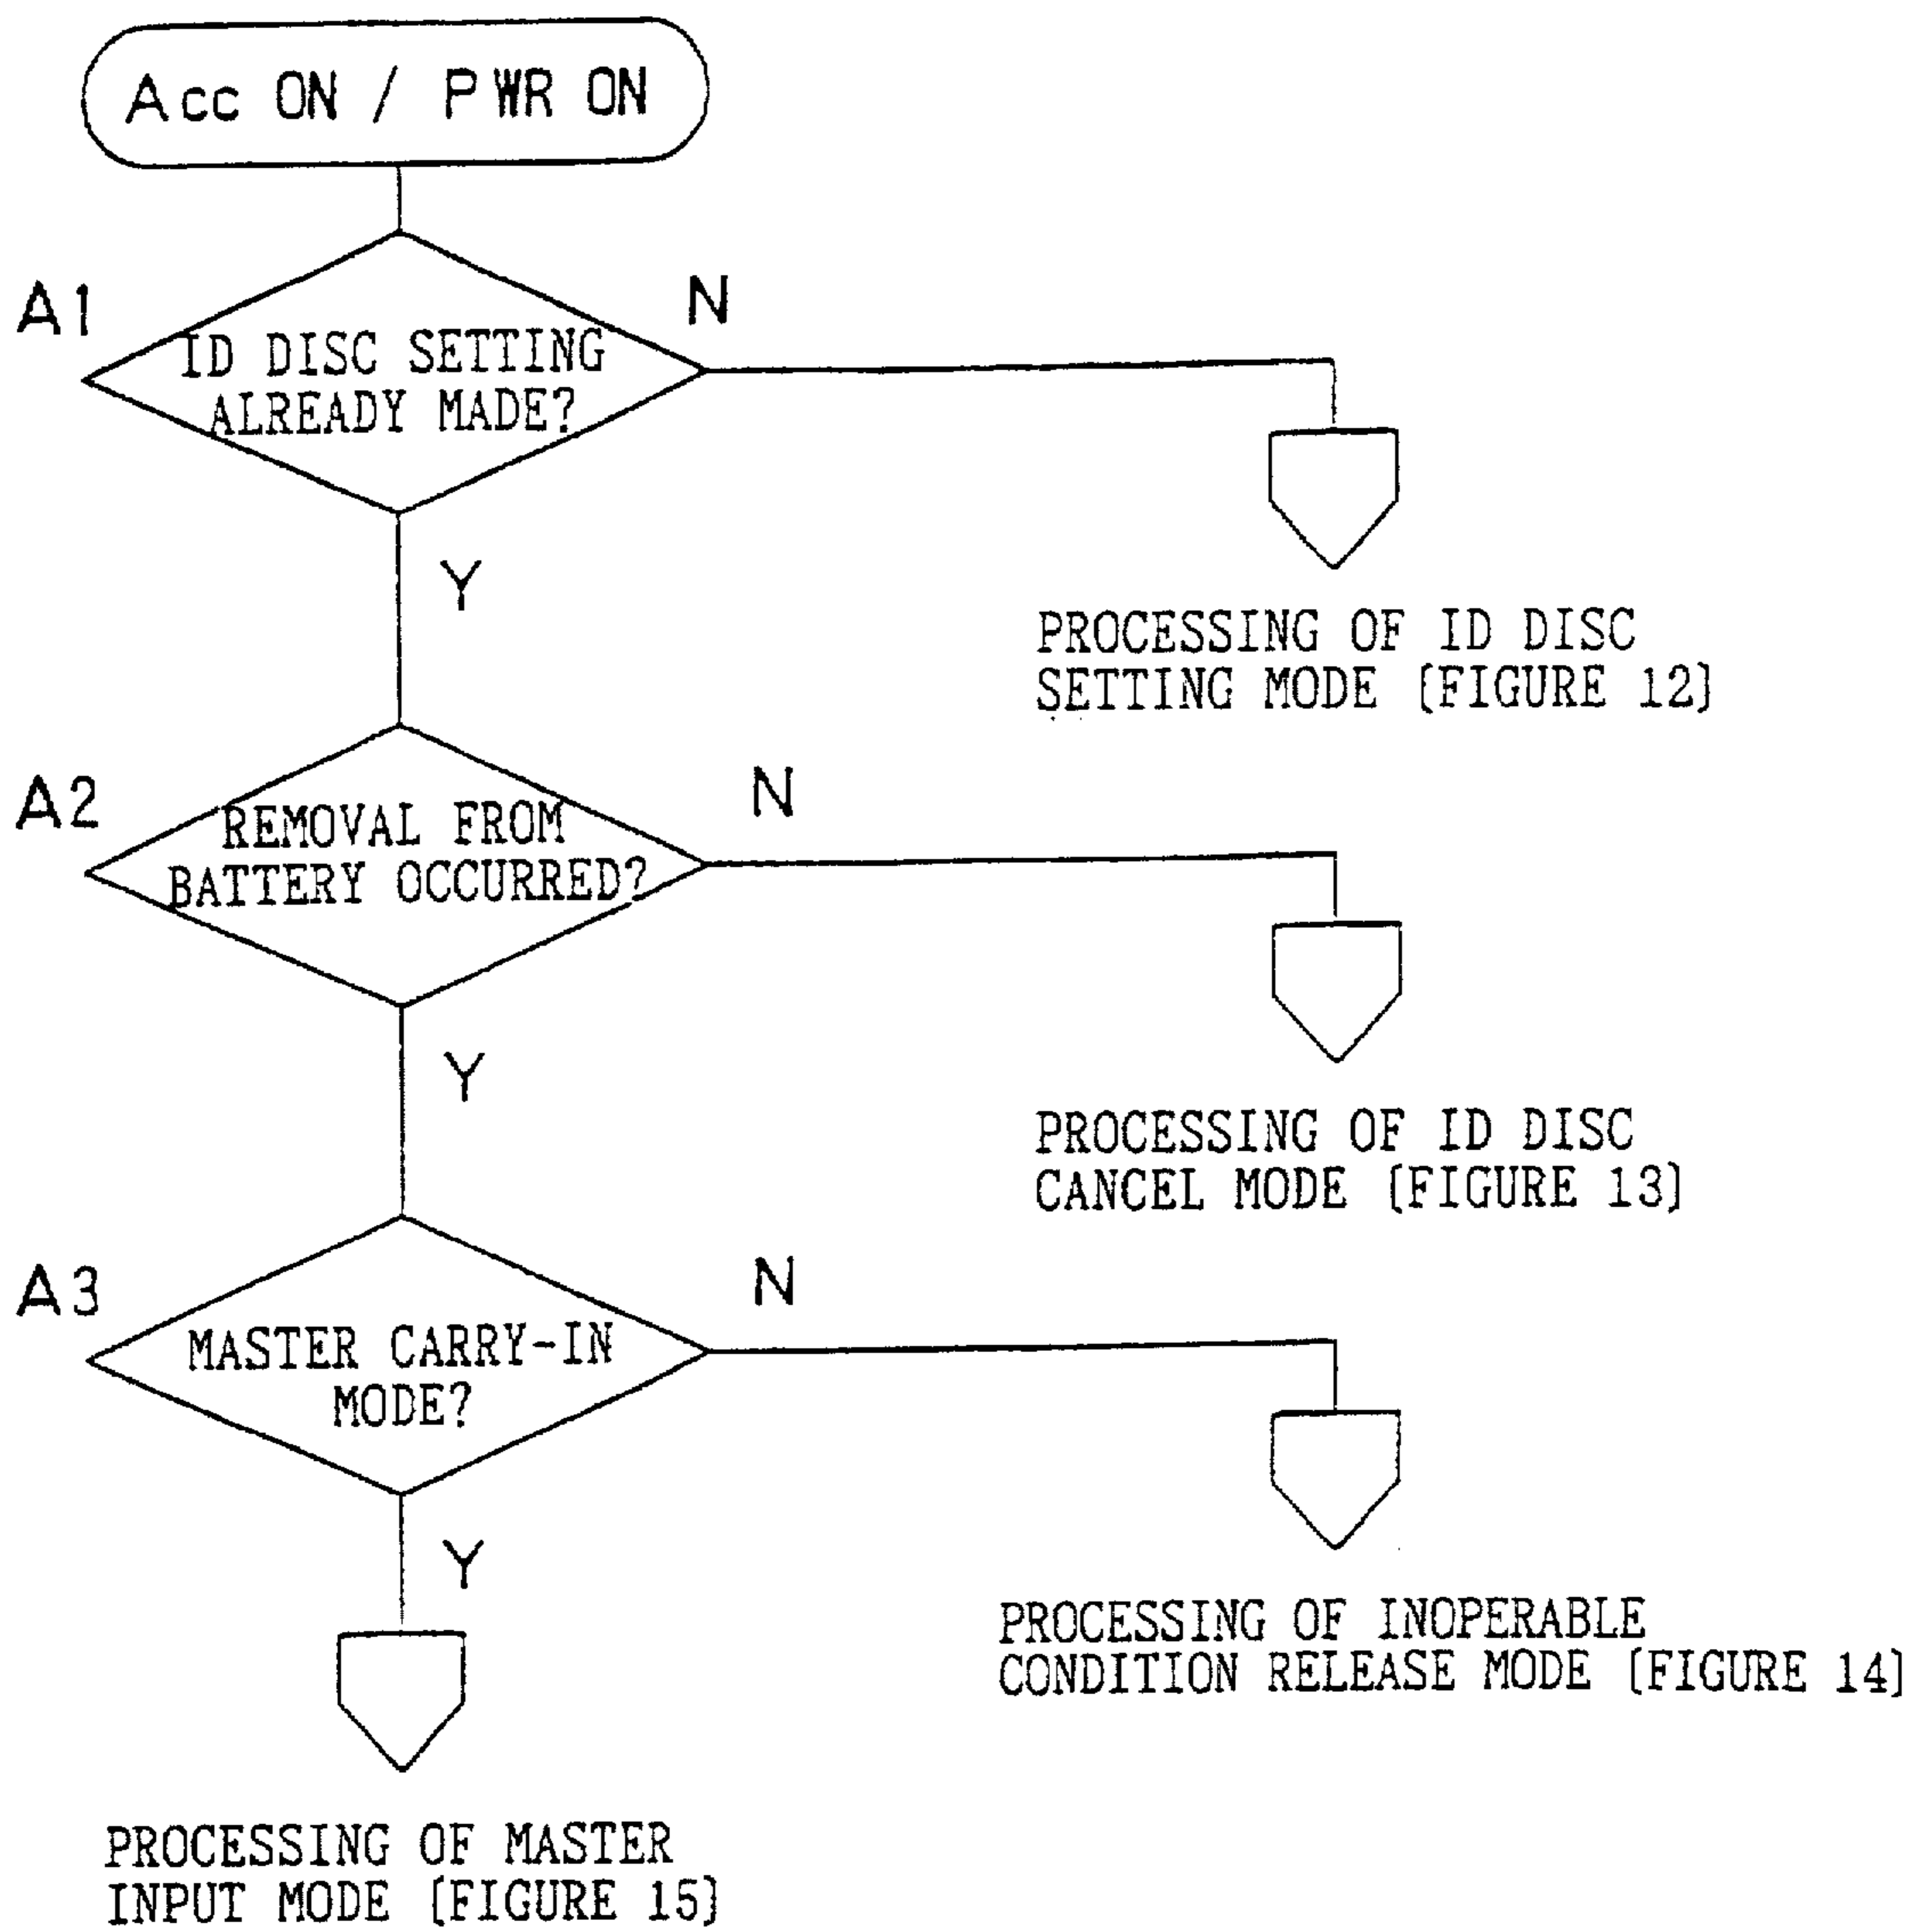 Acc ON / PWR ON
A1
ID DISC SETTING
ALREADY MADE?
N
Y
PROCESSING OF ID DISC
SETTING MODE [FIGURE 12]
A2
REMOVAL FROM
BATTERY OCCURRED?
N
Y
PROCESSING OF ID DISC
CANCEL MODE [FIGURE 13]
A3
MASTER CARRY-IN
MODE?
N
Y
PROCESSING OF INOPERABLE
CONDITION RELEASE MODE [FIGURE 14]
PROCESSING OF MASTER
INPUT MODE [FIGURE 15]